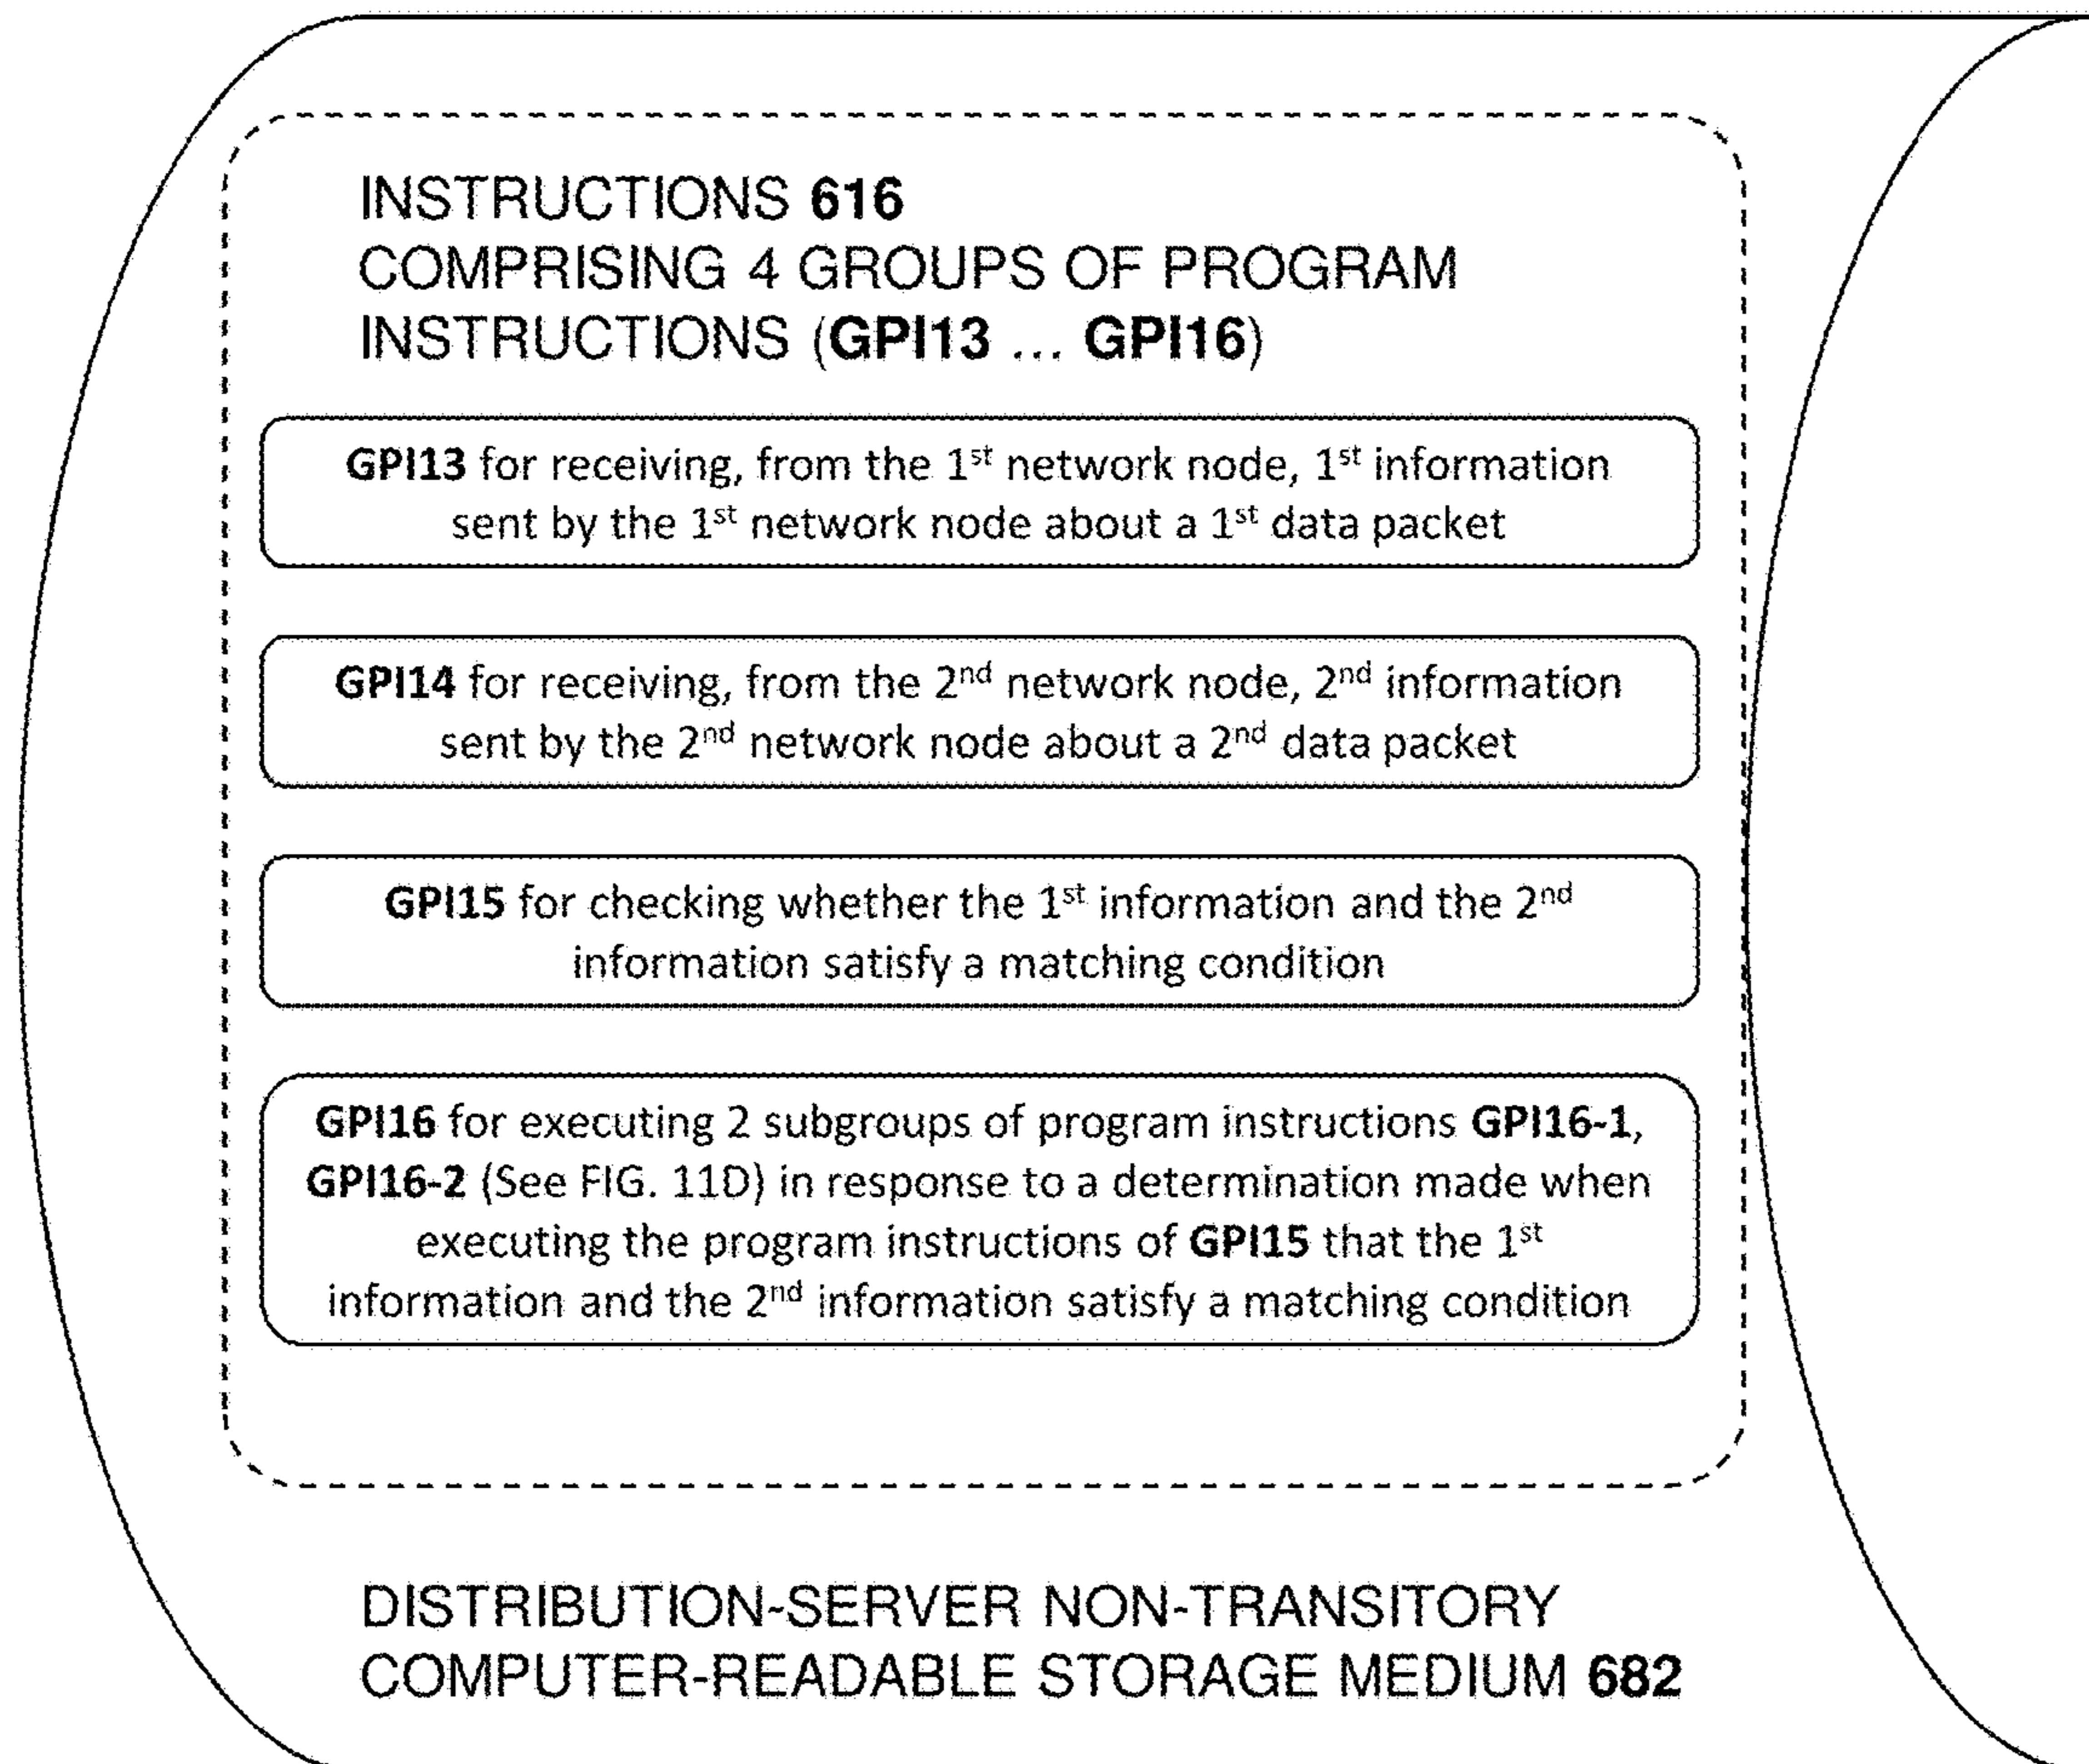 INSTRUCTIONS 616
COMPRISING 4 GROUPS OF PROGRAM
INSTRUCTIONS (GPI13 ... GPI16)
GPI13 for receiving, from the 1st network node, 1st information
sent by the 1st network node about a 1st data packet
GPI14 for receiving, from the 2nd network node, 2nd information
sent by the 2nd network node about a 2nd data packet
GPI15 for checking whether the 1st information and the 2nd
information satisfy a matching condition
GPI16 for executing 2 subgroups of program instructions GPI16-1,
GPI16-2 (See FIG. 11D) in response to a determination made when
executing the program instructions of GPI15 that the 1st
information and the 2nd information satisfy a matching condition
DISTRIBUTION-SERVER NON-TRANSITORY
COMPUTER-READABLE STORAGE MEDIUM 682